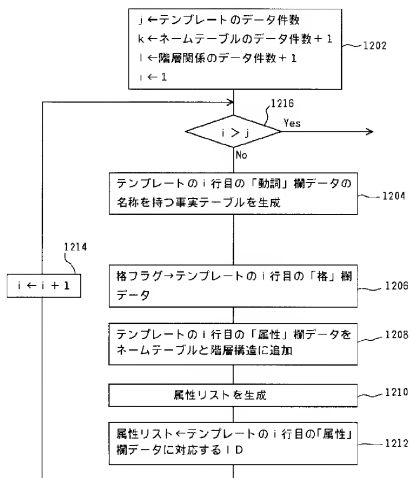 j←テンプレートのデータ件数
k←ネームテーブルのデータ件数+1
l←階層関係のデータ件数+1
i←1
1202
1216
i>j
Yes
No
テンプレートのi行目の「動詞」欄データの
名称を持つ事実テーブルを生成
1204
1214
i←i+1
格フラグ→テンプレートのi行目の「格」欄
データ
1206
テンプレートのi行目の「属性」欄データを
ネームテーブルと階層構造に追加
1208
属性リストを生成
1210
属性リスト←テンプレートのi行目の「属性」
欄データに対応するID
1212